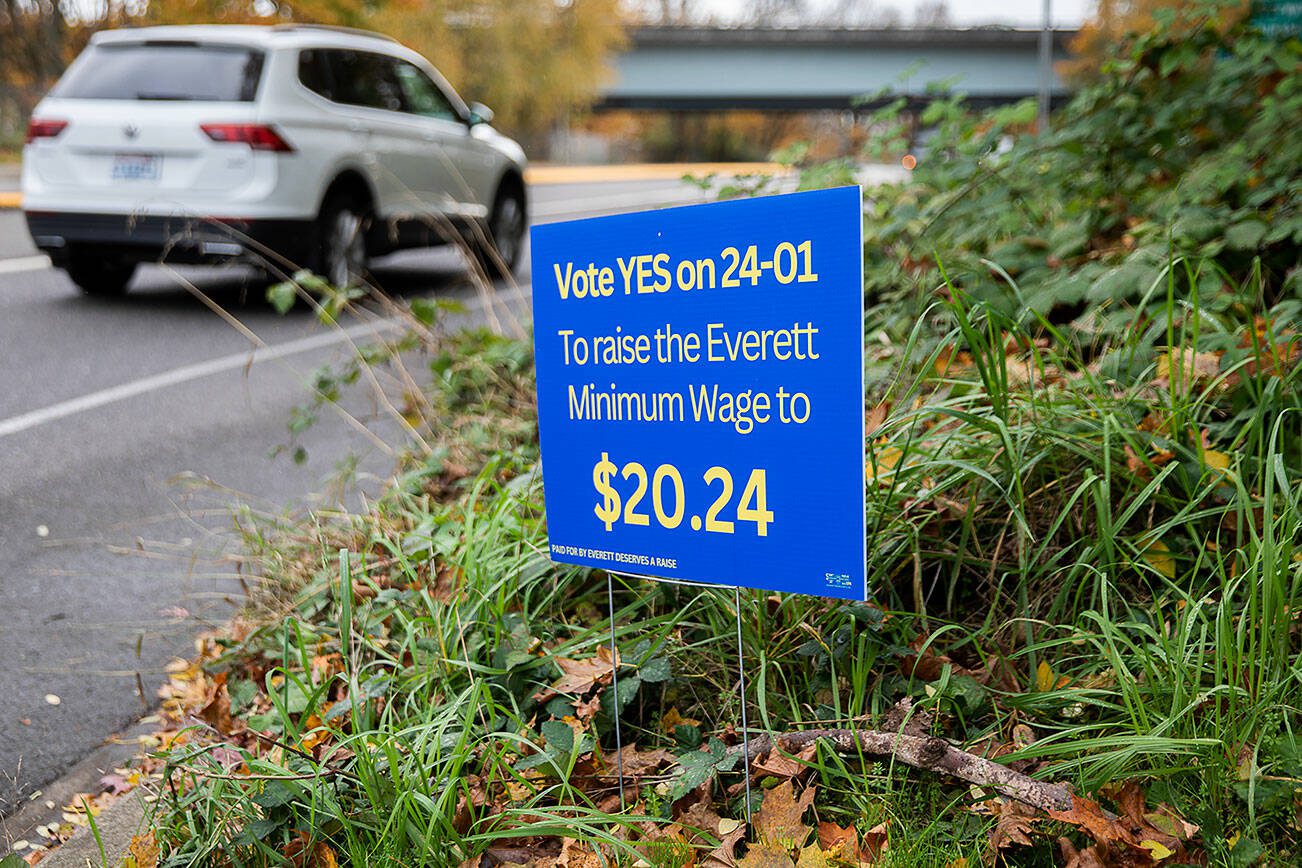 Vote YES on 24-01
To raise the Everett
Minimum Wage to
$20.24
PAID FOR BY EVERETT DESERVES A RAISE